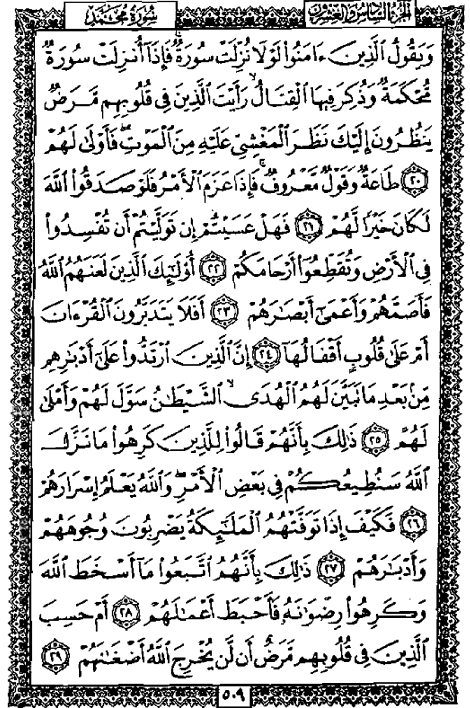 الجزء السادس والعشرون
سورة محمد
وَيَقُولُ ٱلَّذِينَ ءَامَنُوا۟ لَوْلَا نُزِّلَتْ سُورَةٌ ۖ فَإِذَآ أُنزِلَتْ سُورَةٌ
مُّحْكَمَةٌ وَذُكِرَ فِيهَا ٱلْقِتَالُ ۙ رَأَيْتَ ٱلَّذِينَ فِى قُلُوبِهِم مَّرَضٌ
يَنظُرُونَ إِلَيْكَ نَظَرَ ٱلْمَغْشِىِّ عَلَيْهِ مِنَ ٱلْمَوْتِ ۖ فَأَوْلَىٰ لَهُمْ
٢٠ طَاعَةٌ وَقَوْلٌ مَّعْرُوفٌ ۚ فَإِذَا عَزَمَ ٱلْأَمْرُ فَلَوْ صَدَقُوا۟ ٱللَّهَ
لَكَانَ خَيْرًا لَّهُمْ ٢١ فَهَلْ عَسَيْتُمْ إِن تَوَلَّيْتُمْ أَن تُفْسِدُوا۟
فِى ٱلْأَرْضِ وَتُقَطِّعُوٓا۟ أَرْحَامَكُمْ ٢٢ أُو۟لَٰٓئِكَ ٱلَّذِينَ لَعَنَهُمُ ٱللَّهُ
فَأَصَمَّهُمْ وَأَعْمَىٰٓ أَبْصَٰرَهُمْ ٢٣ أَفَلَا يَتَدَبَّرُونَ ٱلْقُرْءَانَ
أَمْ عَلَىٰ قُلُوبٍ أَقْفَالُهَآ ٢٤ إِنَّ ٱلَّذِينَ ٱرْتَدُّوا۟ عَلَىٰٓ أَدْبَٰرِهِم
مِّنۢ بَعْدِ مَا تَبَيَّنَ لَهُمُ ٱلْهُدَى ۙ ٱلشَّيْطَٰنُ سَوَّلَ لَهُمْ وَأَمْلَىٰ
لَهُمْ ٢٥ ذَٰلِكَ بِأَنَّهُمْ قَالُوا۟ لِلَّذِينَ كَرِهُوا۟ مَا نَزَّلَ
ٱللَّهُ سَنُطِيعُكُمْ فِى بَعْضِ ٱلْأَمْرِ ۖ وَٱللَّهُ يَعْلَمُ إِسْرَارَهُمْ
٢٦ فَكَيْفَ إِذَا تَوَفَّتْهُمُ ٱلْمَلَٰٓئِكَةُ يَضْرِبُونَ وُجُوهَهُمْ
وَأَدْبَٰرَهُمْ ٢٧ ذَٰلِكَ بِأَنَّهُمُ ٱتَّبَعُوا۟ مَآ أَسْخَطَ ٱللَّهَ
وَكَرِهُوا۟ رِضْوَٰنَهُۥ فَأَحْبَطَ أَعْمَٰلَهُمْ ٢٨ أَمْ حَسِبَ
ٱلَّذِينَ فِى قُلُوبِهِم مَّرَضٌ أَن لَّن يُخْرِجَ ٱللَّهُ أَضْغَٰنَهُمْ ٢٩
٥٠٩